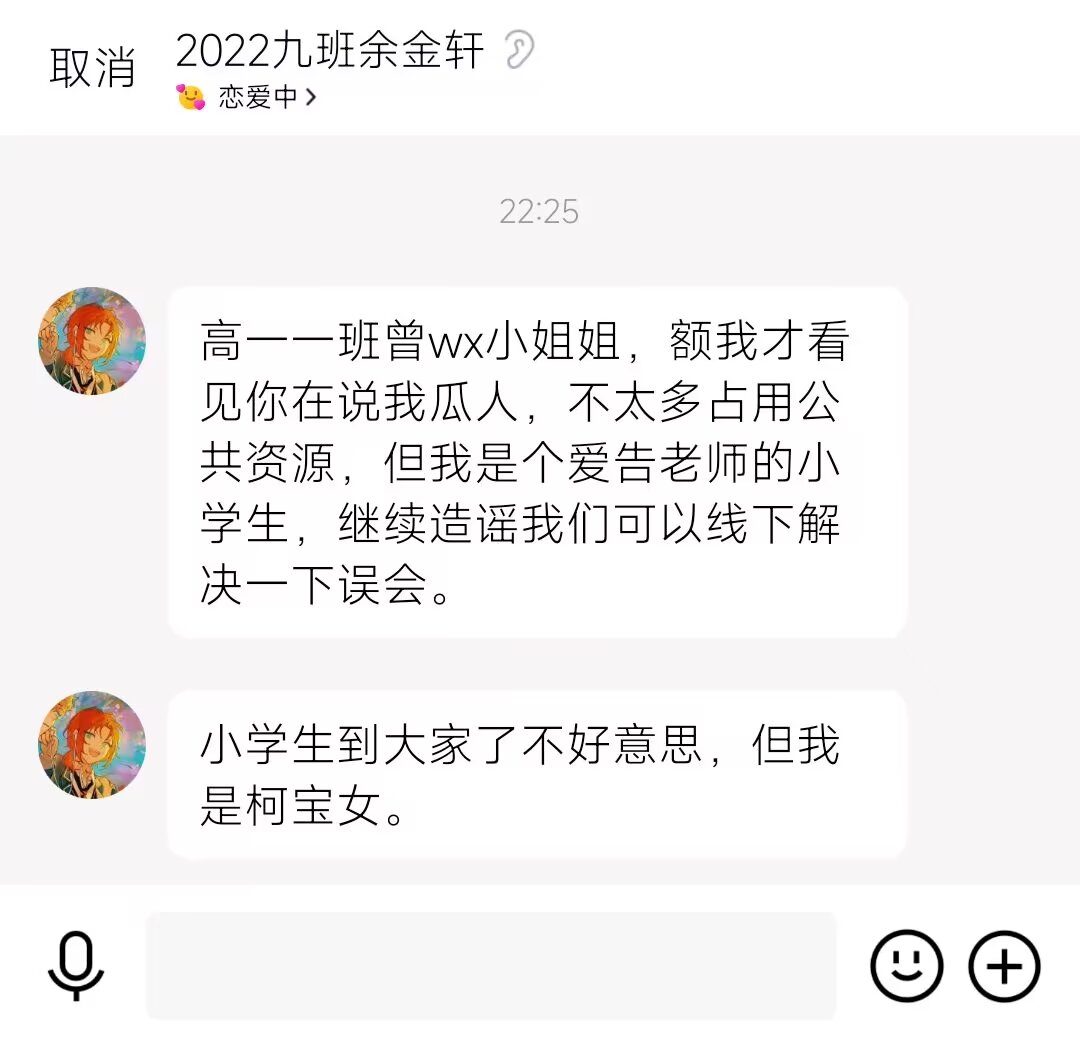 取消
2022九班余金轩
恋爱中
22:25
高一一班曾wx小姐姐，额我才看
见你在说我瓜人，不太多占用公
共资源，但我是个爱告老师的小
学生，继续造谣我们可以线下解
决一下误会。
小学生到大家了不好意思，但我
是柯宝女。